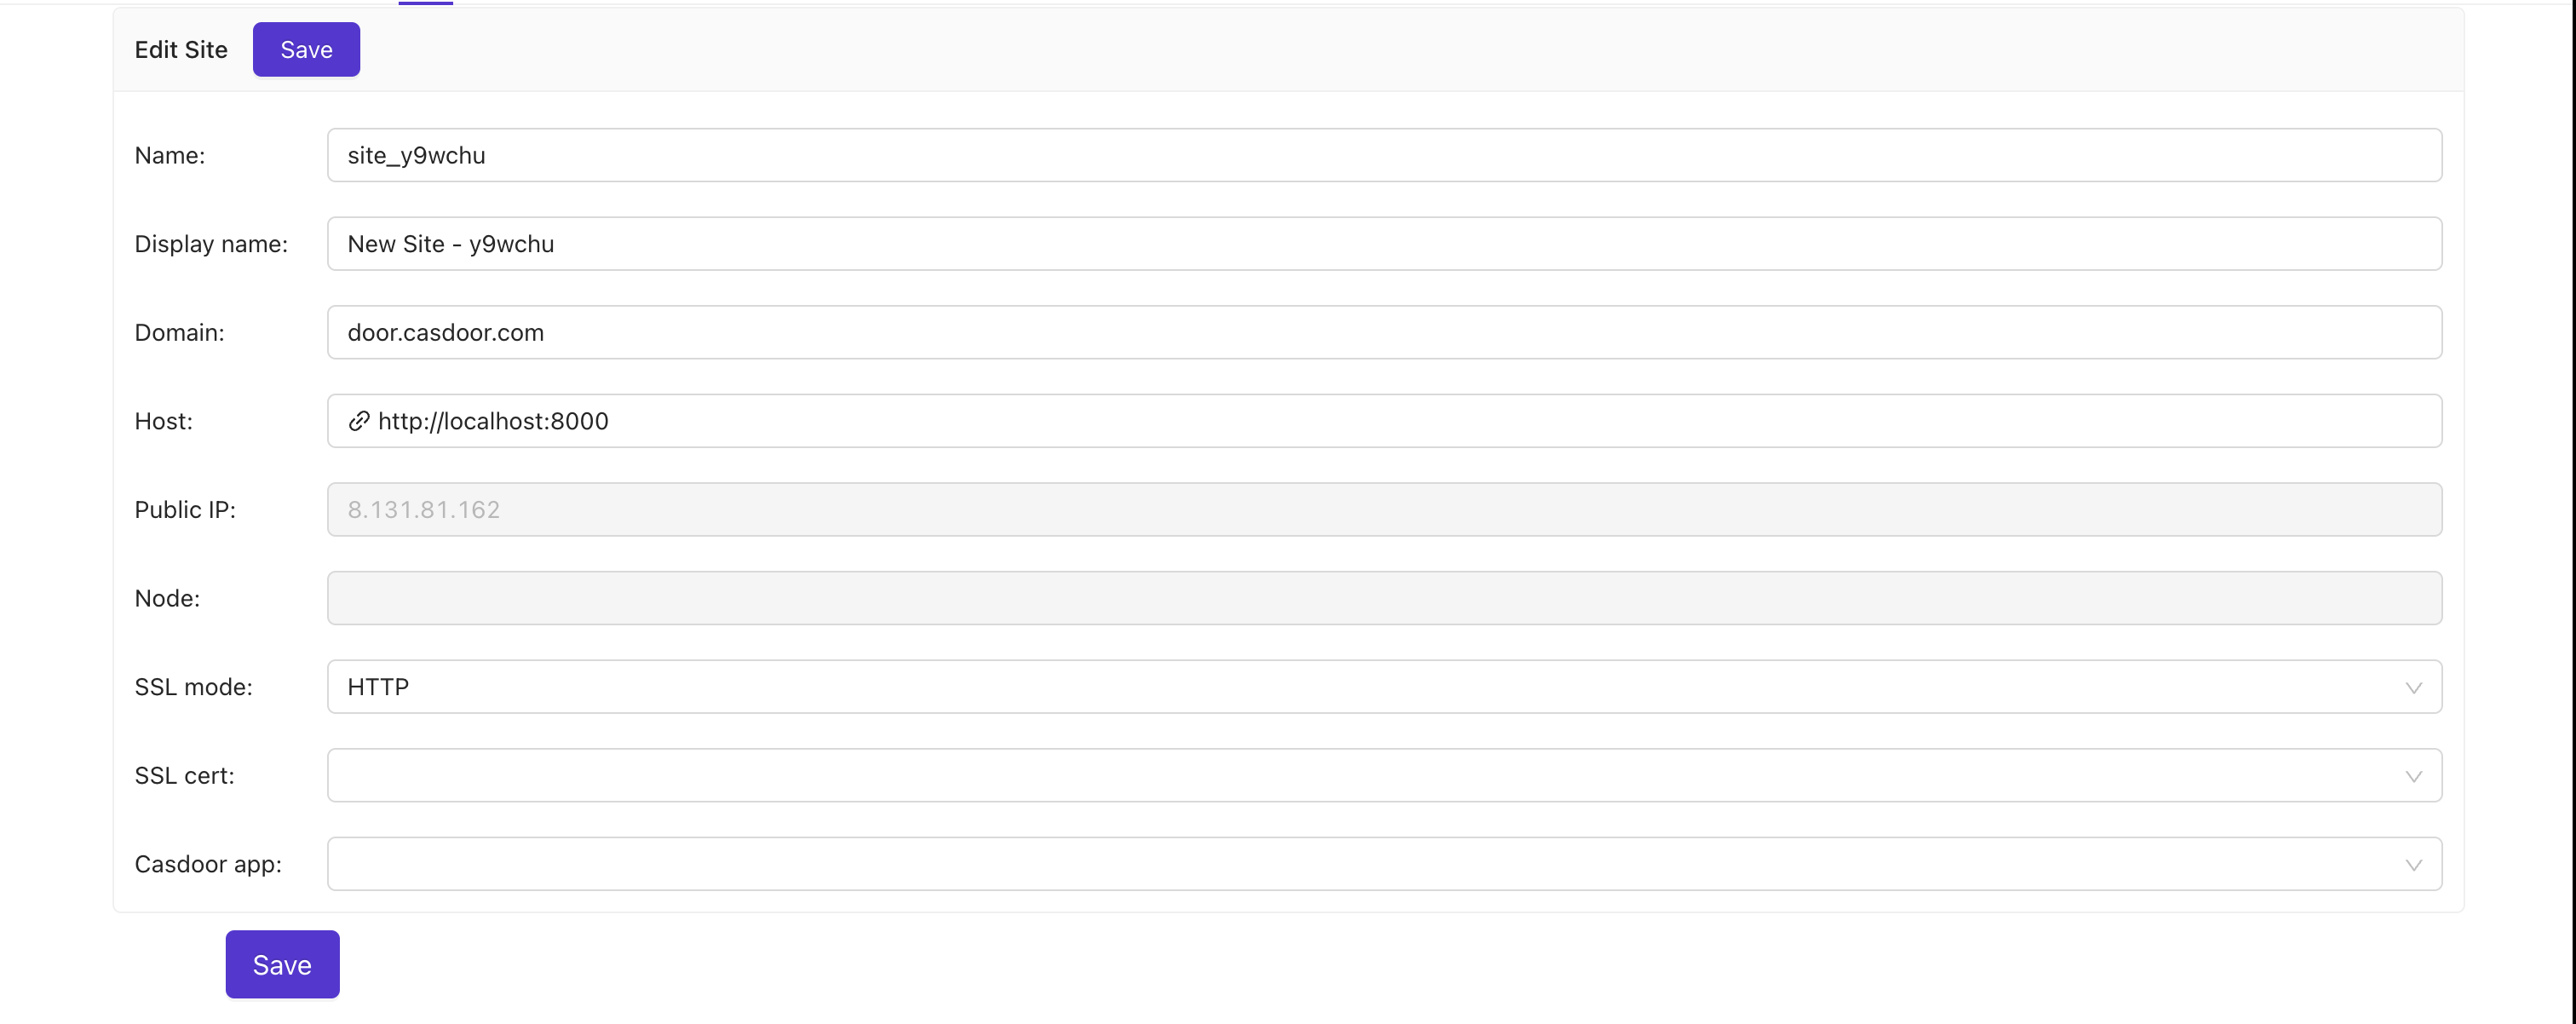 Edit Site Save
Name: site_y9wchu
Display name: New Site - y9wchu
Domain: door.casdoor.com
Host: http://localhost:8000
Public IP: 8.131.81.162
Node:
SSL mode: HTTP
SSL cert:
Casdoor app:
Save